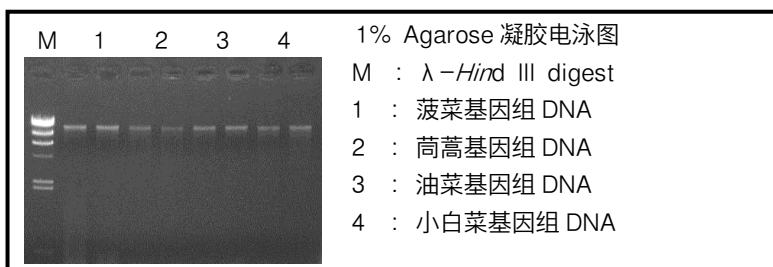 M 1 2 3 4
1% Agarose 凝胶电泳图
M : λ-Hind III digest
1 : 菠菜基因组 DNA
2 : 茼蒿基因组 DNA
3 : 油菜基因组 DNA
4 : 小白菜基因组 DNA